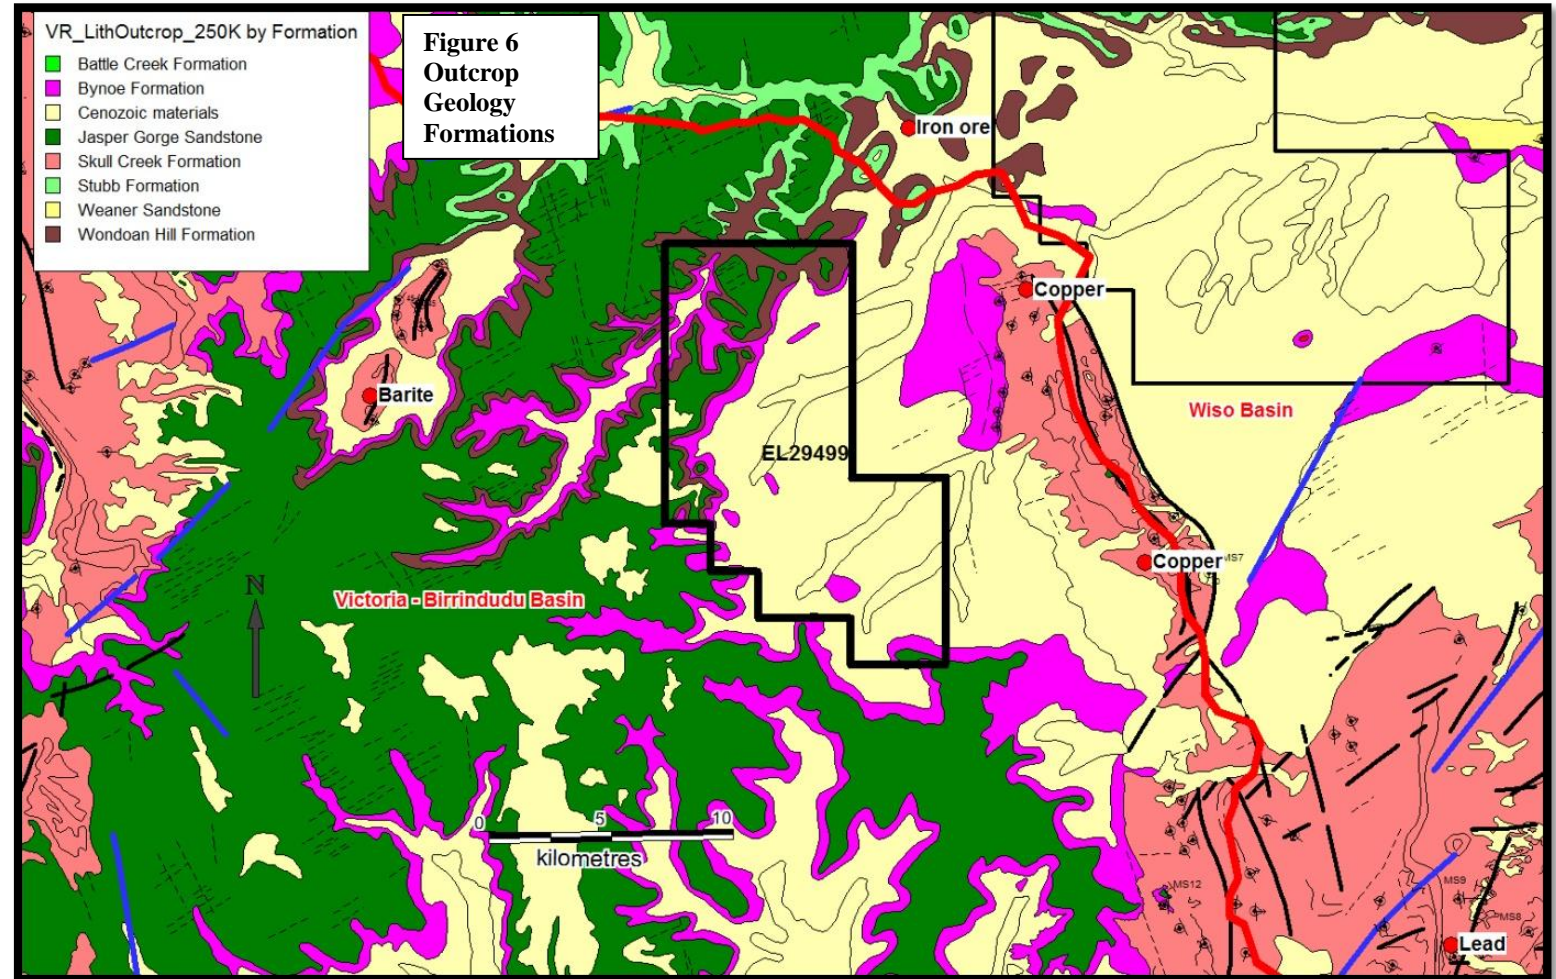 VR_LithOutcrop_250K by Formation
Battle Creek Formation
Bynoe Formation
Cenozoic materials
Jasper Gorge Sandstone
Skull Creek Formation
Stubb Formation
Weaner Sandstone
Wondoan Hill Formation
Figure 6
Outcrop
Geology
Formations
Iron ore
Copper
Barite
Wiso Basin
EL29499
Copper
MS7
N
Victoria - Birrindudu Basin
0 5 10
kilometres
MS12
MS9
MS8
Lead